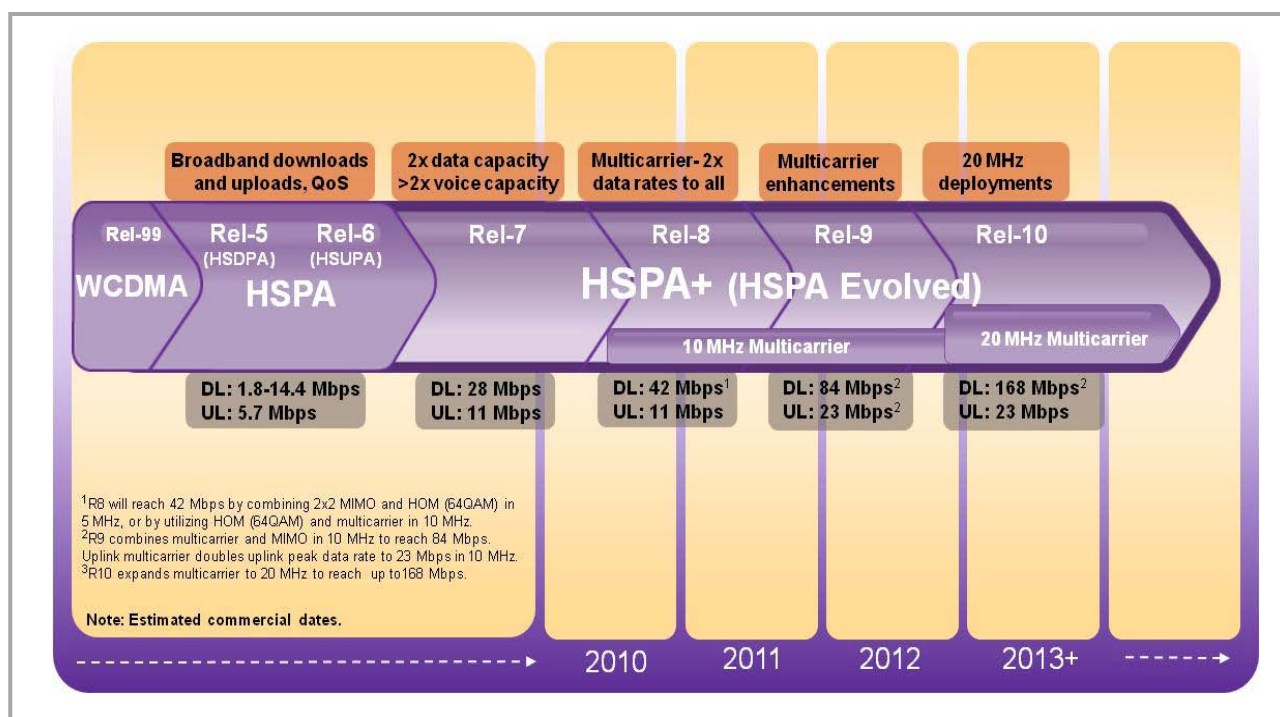 Broadband downloads
and uploads, QoS
2x data capacity
>2x voice capacity
Multicarrier- 2x
data rates to all
Multicarrier
enhancements
20 MHz
deployments
Rel-99
WCDMA
Rel-5
(HSDPA)
Rel-6
(HSUPA)
HSPA
Rel-7
Rel-8
Rel-9
Rel-10
HSPA+ (HSPA Evolved)
10 MHz Multicarrier
20 MHz Multicarrier
DL: 1.8-14.4 Mbps
UL: 5.7 Mbps
DL: 28 Mbps
UL: 11 Mbps
DL: 42 Mbps¹
UL: 11 Mbps
DL: 84 Mbps²
UL: 23 Mbps²
DL: 168 Mbps²
UL: 23 Mbps
¹R8 will reach 42 Mbps by combining 2x2 MIMO and HOM (64QAM) in
5 MHz, or by utilizing HOM (64QAM) and multicarrier in 10 MHz.
²R9 combines multicarrier and MIMO in 10 MHz to reach 84 Mbps.
Uplink multicarrier doubles uplink peak data rate to 23 Mbps in 10 MHz.
³R10 expands multicarrier to 20 MHz to reach up to168 Mbps.
Note: Estimated commercial dates.
2010
2011
2012
2013+